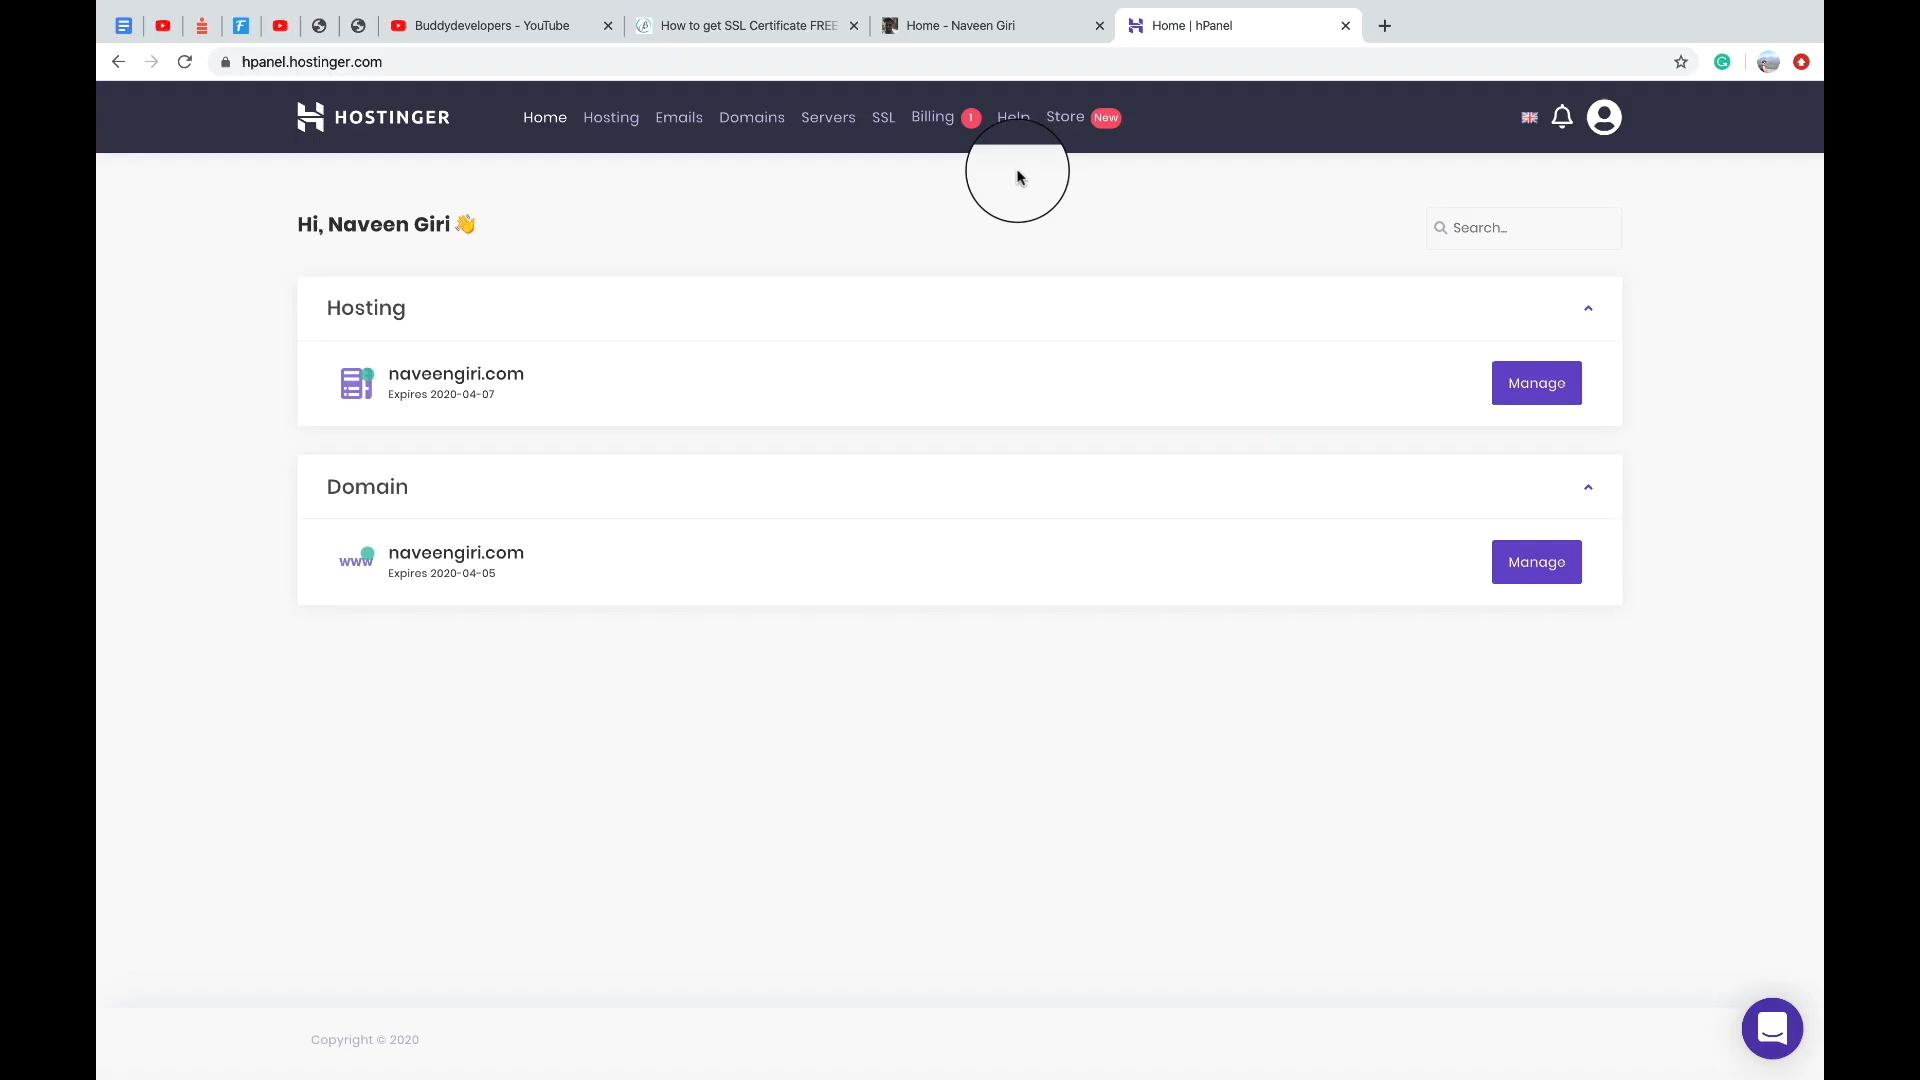 Buddydevelopers - YouTube
How to get SSL Certificate FREE
Home - Naveen Giri
Home | hPanel
hpanel.hostinger.com
HOSTINGER
Home
Hosting
Emails
Domains
Servers
SSL
Billing 1
Help
Store New
Hi, Naveen Giri 👋
Search...
Hosting
naveengiri.com
Expires 2020-04-07
Manage
Domain
www
naveengiri.com
Expires 2020-04-05
Manage
Copyright © 2020